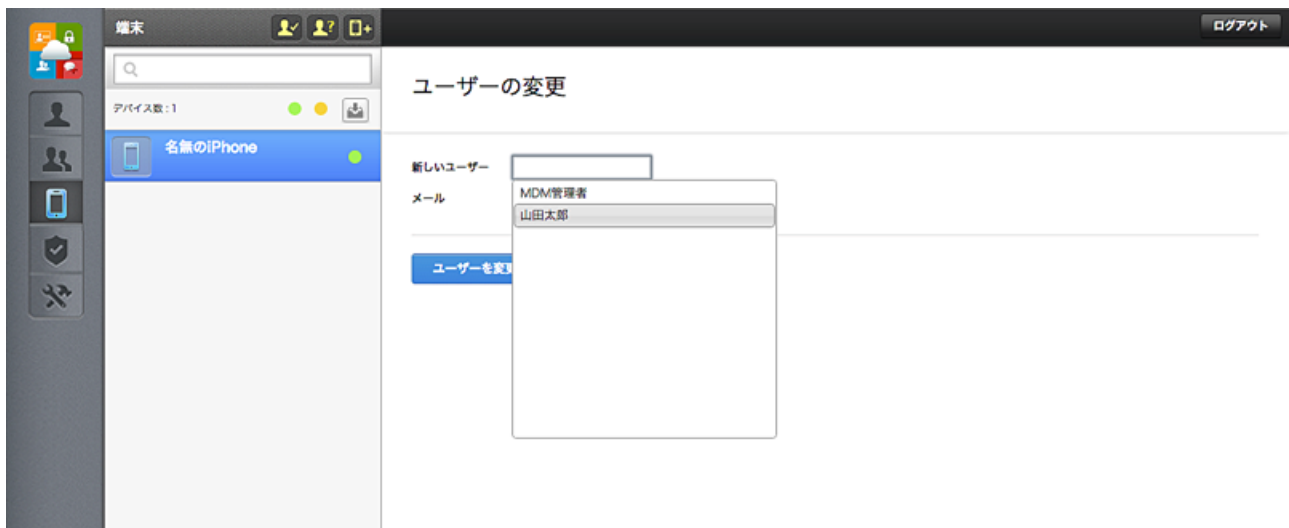 端末
ログアウト
デバイス数:1
名無のiPhone
ユーザーの変更
新しいユーザー
メール
MDM管理者
山田太郎
ユーザーを変